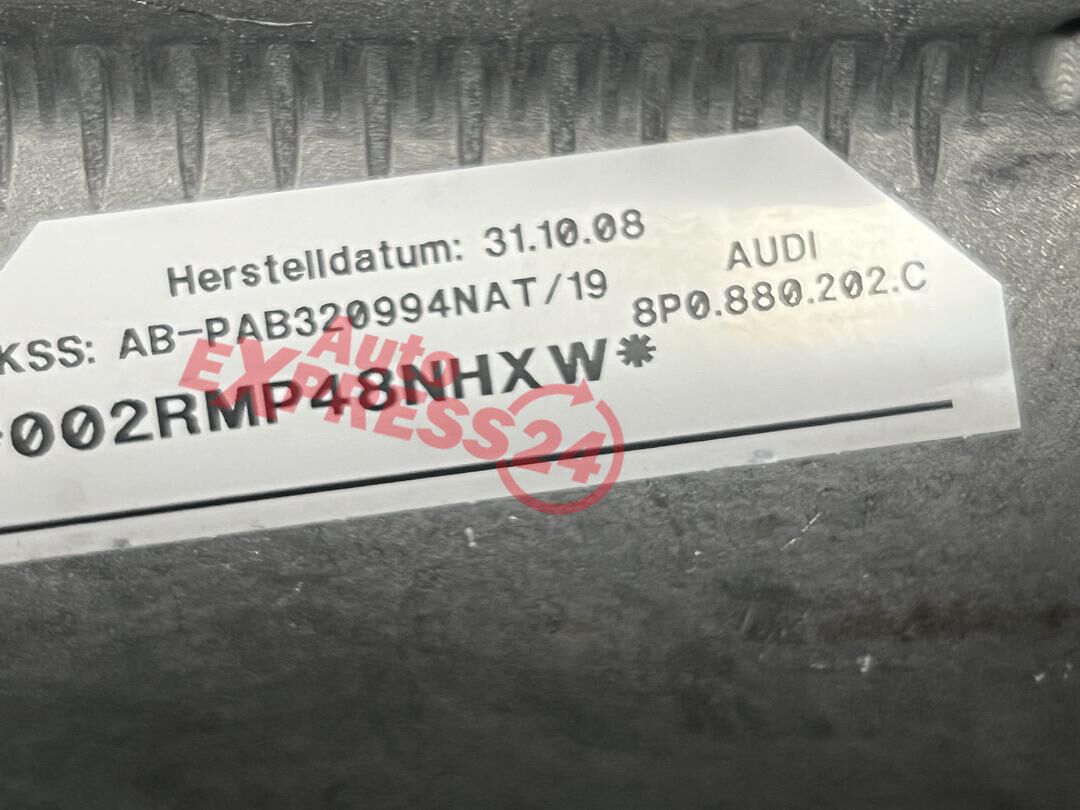 Herstelldatum: 31.10.08
AUDI
KSS: AB-PAB320994NAT/19
8P0.880.202.C
002RMP48NHXW*
Auto
EXPRESS24